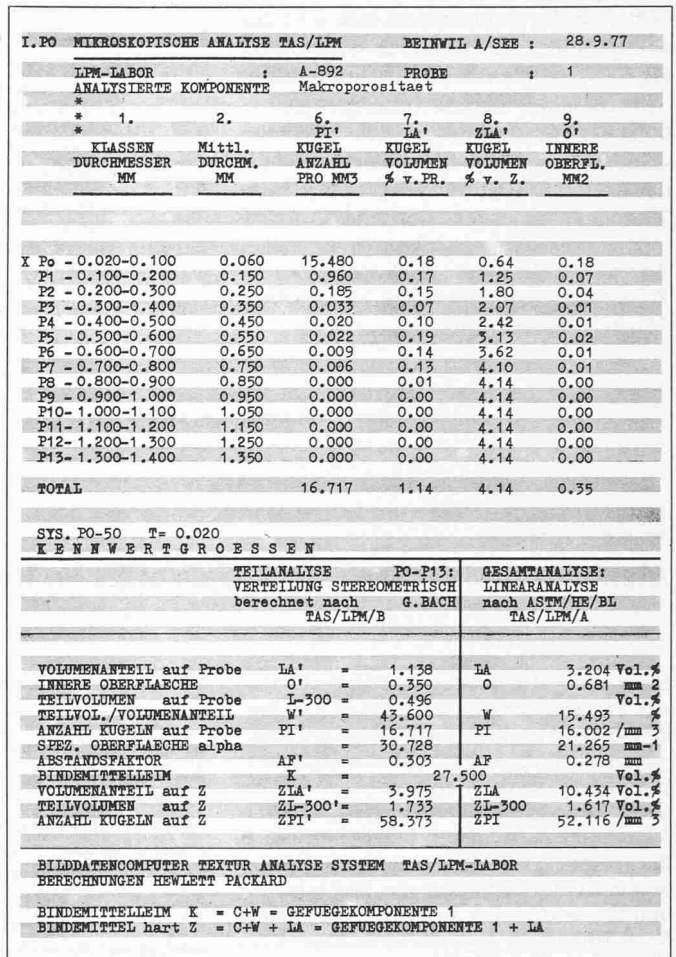 I.PO MIKROSKOPISCHE ANALYSE TAS/LPM BEINWIL A/SEE : 28.9.77
LPM-LABOR : A-892 PROBE : 1
ANALYSIERTE KOMPONENTE Makroporositaet
*
* 1. 2. 6. 7. 8. 9.
* PI' LA' ZLA' O'
KLASSEN Mittl. KUGEL KUGEL KUGEL INNERE
DURCHMESSER DURCHM. ANZAHL VOLUMEN VOLUMEN OBERFL.
MM MM PRO MM3 % v.PR. % v. Z. MM2
X Po - 0.020-0.100 0.060 15.480 0.18 0.64 0.18
P1 - 0.100-0.200 0.150 0.960 0.17 1.25 0.07
P2 - 0.200-0.300 0.250 0.185 0.15 1.80 0.04
P3 - 0.300-0.400 0.350 0.033 0.07 2.07 0.01
P4 - 0.400-0.500 0.450 0.020 0.10 2.42 0.01
P5 - 0.500-0.600 0.550 0.022 0.19 3.13 0.02
P6 - 0.600-0.700 0.650 0.009 0.14 3.62 0.01
P7 - 0.700-0.800 0.750 0.006 0.13 4.10 0.01
P8 - 0.800-0.900 0.850 0.000 0.01 4.14 0.00
P9 - 0.900-1.000 0.950 0.000 0.00 4.14 0.00
P10- 1.000-1.100 1.050 0.000 0.00 4.14 0.00
P11- 1.100-1.200 1.150 0.000 0.00 4.14 0.00
P12- 1.200-1.300 1.250 0.000 0.00 4.14 0.00
P13- 1.300-1.400 1.350 0.000 0.00 4.14 0.00
TOTAL 16.717 1.14 4.14 0.35
SYS. PO-50 T= 0.020
K E N N W E R T G R O E S S E N
TEILANALYSE PO-P13: GESAMTANALYSE:
VERTEILUNG STEREOMETRISCH LINEARANALYSE
berechnet nach G.BACH nach ASTM/HE/BL
TAS/LPM/B TAS/LPM/A
VOLUMENANTEIL auf Probe LA' = 1.138 LA 3.204 Vol.%
INNERE OBERFLAECHE O' = 0.350 O 0.681 mm 2
TEILVOLUMEN auf Probe L-300 = 0.496 Vol.%
TEILVOL./VOLUMENANTEIL W' = 43.600 W 15.493 %
ANZAHL KUGELN auf Probe PI' = 16.717 PI 16.002 /mm 3
SPEZ. OBERFLAECHE alpha = 30.728 21.265 mm-1
ABSTANDSFAKTOR AF' = 0.303 AF 0.278 mm
BINDEMITTELLEIM K = 27.500 Vol.%
VOLUMENANTEIL auf Z ZLA' = 3.975 ZLA 10.434 Vol.%
TEILVOLUMEN auf Z ZL-300'= 1.733 ZL-300 1.617 Vol.%
ANZAHL KUGELN auf Z ZPI' = 58.373 ZPI 52.116 /mm 3
BILDDATENCOMPUTER TEXTUR ANALYSE SYSTEM TAS/LPM-LABOR
BERECHNUNGEN HEWLETT PACKARD
BINDEMITTELLEIM K = C+W = GEFUEGEKOMPONENTE 1
BINDEMITTEL hart Z = C+W + LA = GEFUEGEKOMPONENTE 1 + LA